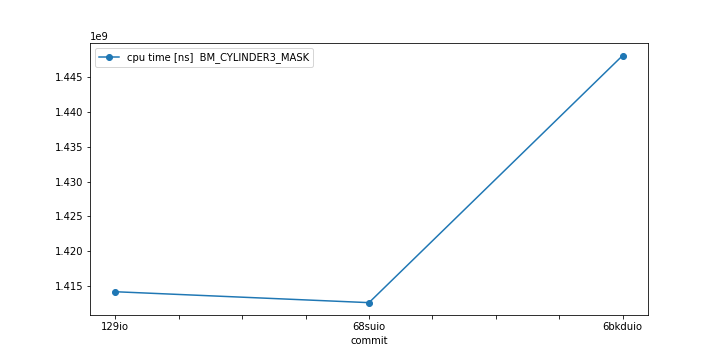 1e9
cpu time [ns]  BM_CYLINDER3_MASK
1.445
1.440
1.435
1.430
1.425
1.420
1.415
129io
68suio
6bkduio
commit